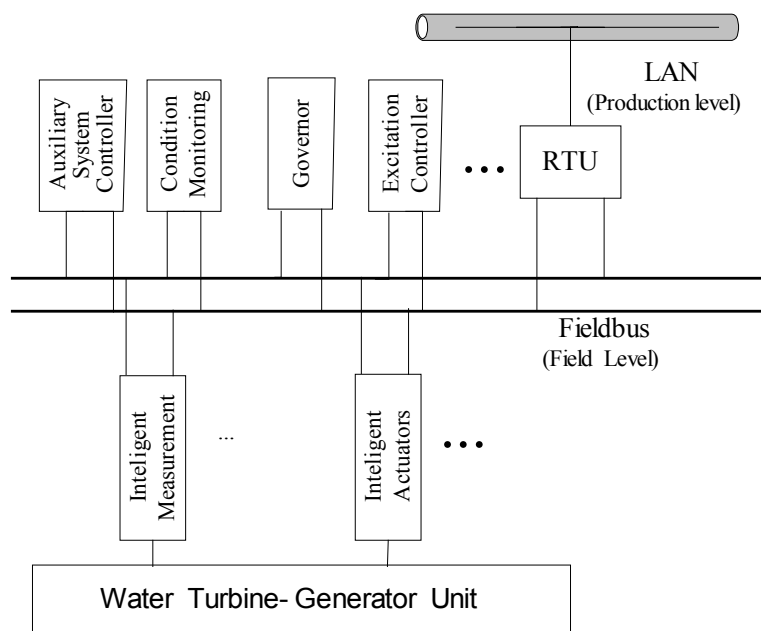 LAN
(Production level)
Auxiliary
System
Controller
Condition
Monitoring
Governor
Excitation
Controller
...
RTU
Fieldbus
(Field Level)
Inteligent
Measurement
...
Inteligent
Actuators
...
Water Turbine- Generator Unit